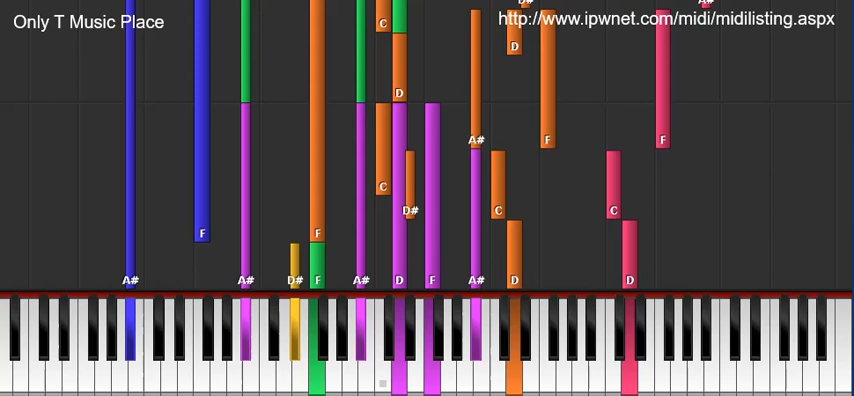 Only T Music Place
http://www.ipwnet.com/midi/midilisting.aspx
D# A#
C D
D
A# F F
C
D# C C
F F
A# A# D# F A# D F A# D D